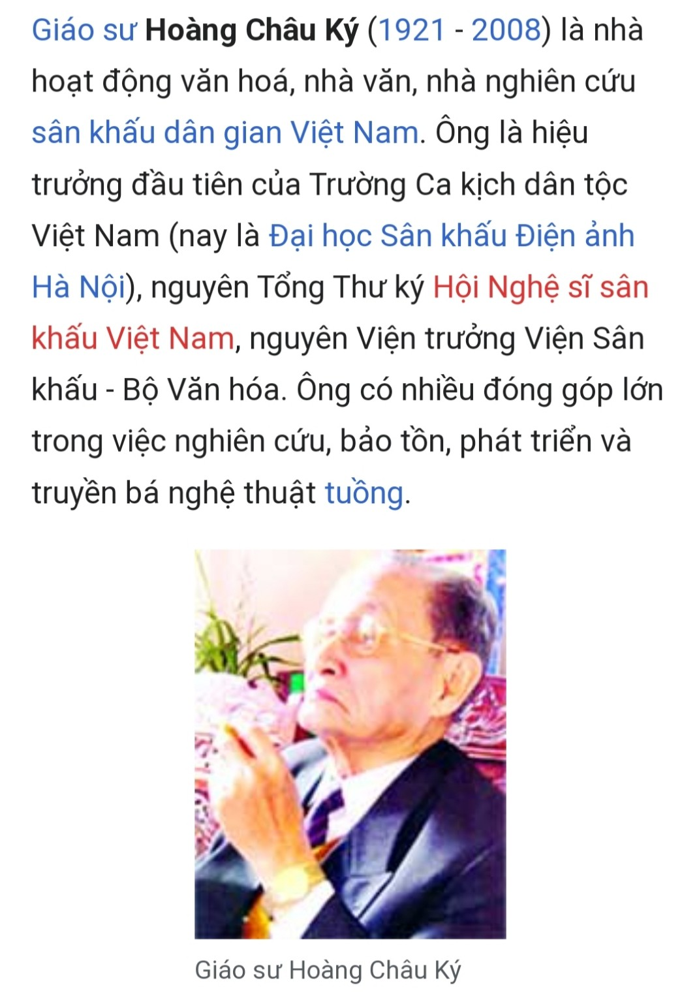 Giáo sư Hoàng Châu Ký (1921 - 2008) là nhà
hoạt động văn hoá, nhà văn, nhà nghiên cứu
sân khấu dân gian Việt Nam. Ông là hiệu
trưởng đầu tiên của Trường Ca kịch dân tộc
Việt Nam (nay là Đại học Sân khấu Điện ảnh
Hà Nội), nguyên Tổng Thư ký Hội Nghệ sĩ sân
khấu Việt Nam, nguyên Viện trưởng Viện Sân
khấu - Bộ Văn hóa. Ông có nhiều đóng góp lớn
trong việc nghiên cứu, bảo tồn, phát triển và
truyền bá nghệ thuật tuồng.
Giáo sư Hoàng Châu Ký